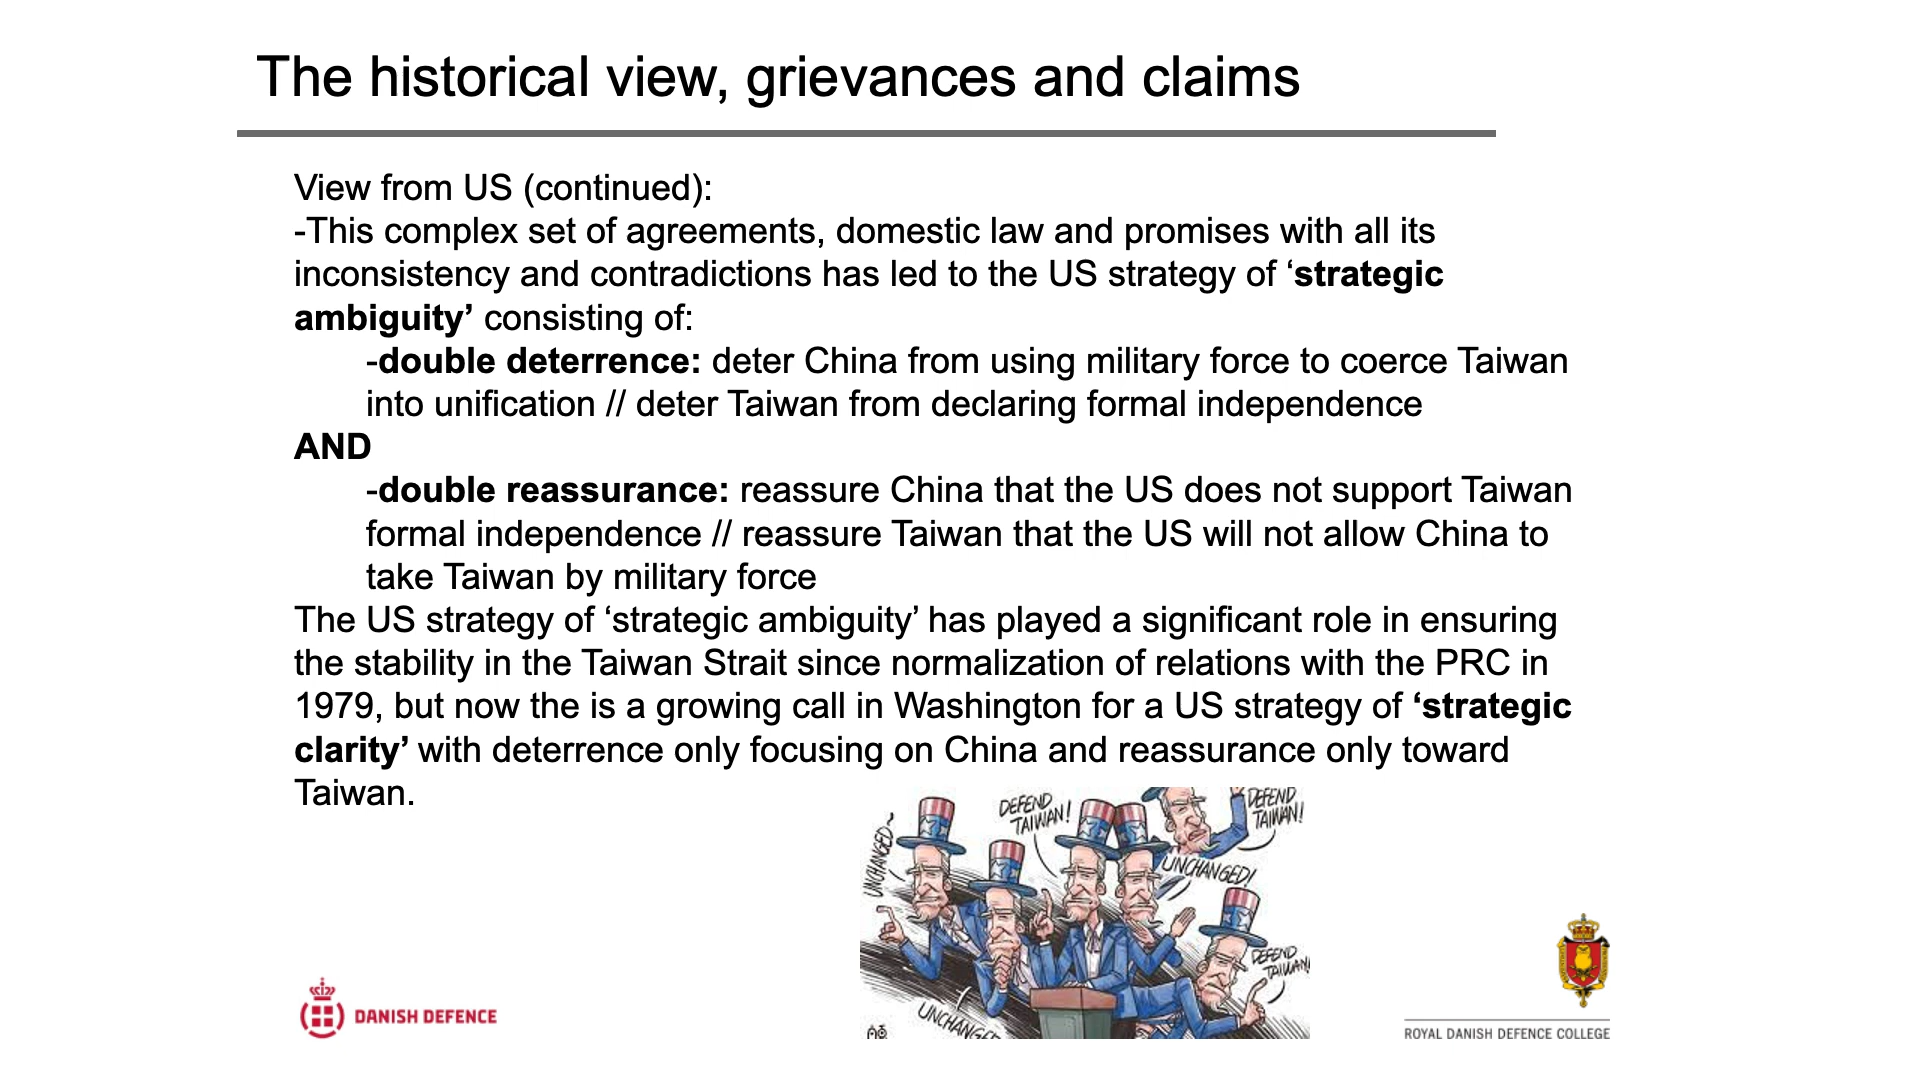 The historical view, grievances and claims
View from US (continued):
-This complex set of agreements, domestic law and promises with all its
inconsistency and contradictions has led to the US strategy of ‘strategic
ambiguity’ consisting of:
-double deterrence: deter China from using military force to coerce Taiwan
into unification // deter Taiwan from declaring formal independence
AND
-double reassurance: reassure China that the US does not support Taiwan
formal independence // reassure Taiwan that the US will not allow China to
take Taiwan by military force
The US strategy of ‘strategic ambiguity’ has played a significant role in ensuring
the stability in the Taiwan Strait since normalization of relations with the PRC in
1979, but now the is a growing call in Washington for a US strategy of ‘strategic
clarity’ with deterrence only focusing on China and reassurance only toward
Taiwan.
UNCHANGED~
DEFEND
TAIWAN!
DEFEND
TAIWAN!
UNCHANGED!
DEFEND
TAIWAN!
UNCHANGED
DANISH DEFENCE
ROYAL DANISH DEFENCE COLLEGE